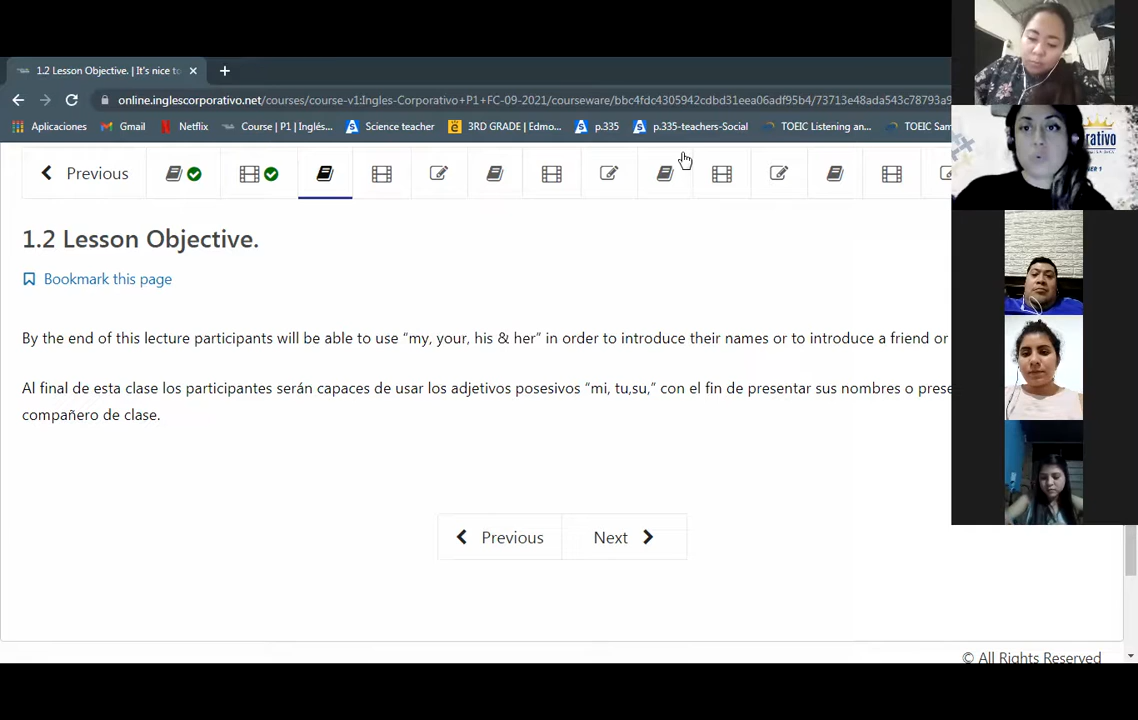 1.2 Lesson Objective. | It's nice to
online.inglescorporativo.net/courses/course-v1:Ingles-Corporativo+P1+FC-09-2021/courseware/bbc4fdc4305942cdbd31eea06adf95b4/73713e48ada543c78793a9
Aplicaciones Gmail Netflix Course | P1 | Inglés... Science teacher 3RD GRADE | Edmo... p.335 p.335-teachers-Social TOEIC Listening an... TOEIC Sam
Previous
1.2 Lesson Objective.
Bookmark this page
By the end of this lecture participants will be able to use “my, your, his & her” in order to introduce their names or to introduce a friend or
Al final de esta clase los participantes serán capaces de usar los adjetivos posesivos “mi, tu,su,” con el fin de presentar sus nombres o prese
compañero de clase.
Previous Next
© All Rights Reserved